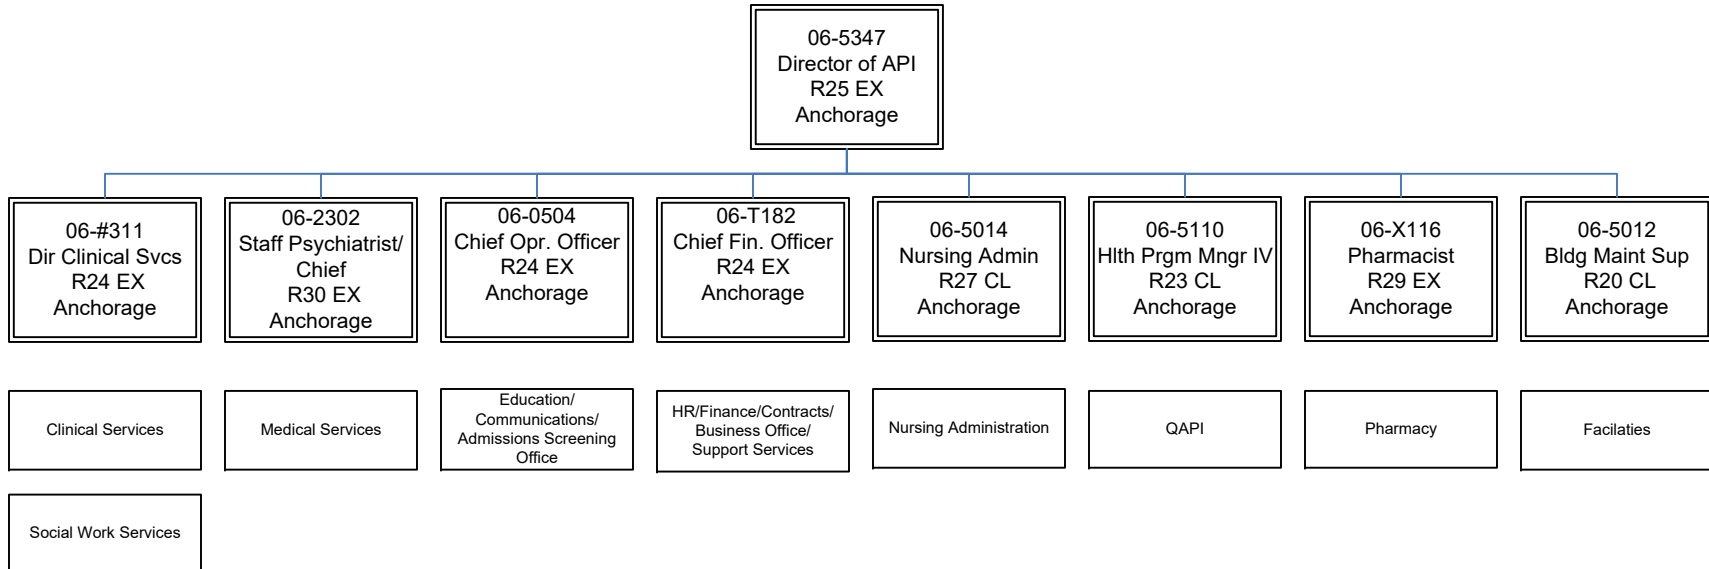 06-5347
Director of API
R25 EX
Anchorage
06-#311
Dir Clinical Svcs
R24 EX
Anchorage
06-2302
Staff Psychiatrist/
Chief
R30 EX
Anchorage
06-0504
Chief Opr. Officer
R24 EX
Anchorage
06-T182
Chief Fin. Officer
R24 EX
Anchorage
06-5014
Nursing Admin
R27 CL
Anchorage
06-5110
Hlth Prgm Mngr IV
R23 CL
Anchorage
06-X116
Pharmacist
R29 EX
Anchorage
06-5012
Bldg Maint Sup
R20 CL
Anchorage
Clinical Services
Medical Services
Education/
Communications/
Admissions Screening
Office
HR/Finance/Contracts/
Business Office/
Support Services
Nursing Administration
QAPI
Pharmacy
Facilaties
Social Work Services